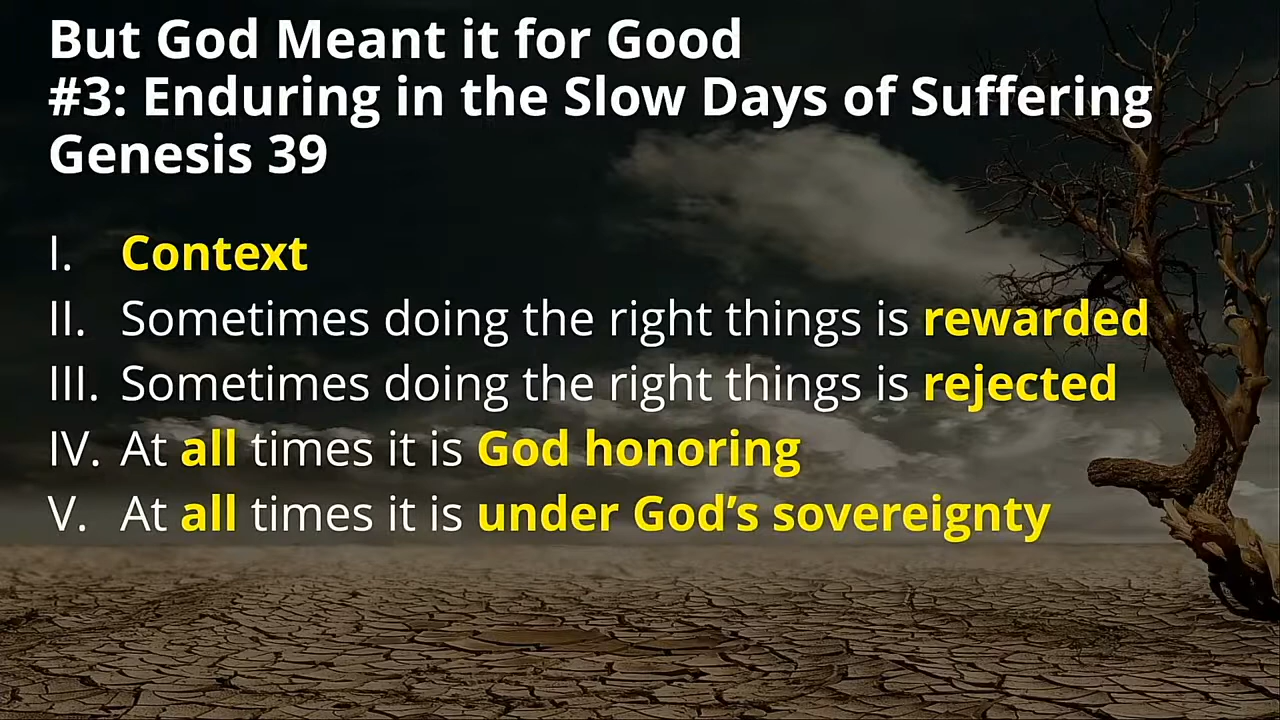 But God Meant it for Good
#3: Enduring in the Slow Days of Suffering
Genesis 39
I. Context
II. Sometimes doing the right things is rewarded
III. Sometimes doing the right things is rejected
IV. At all times it is God honoring
V. At all times it is under God’s sovereignty